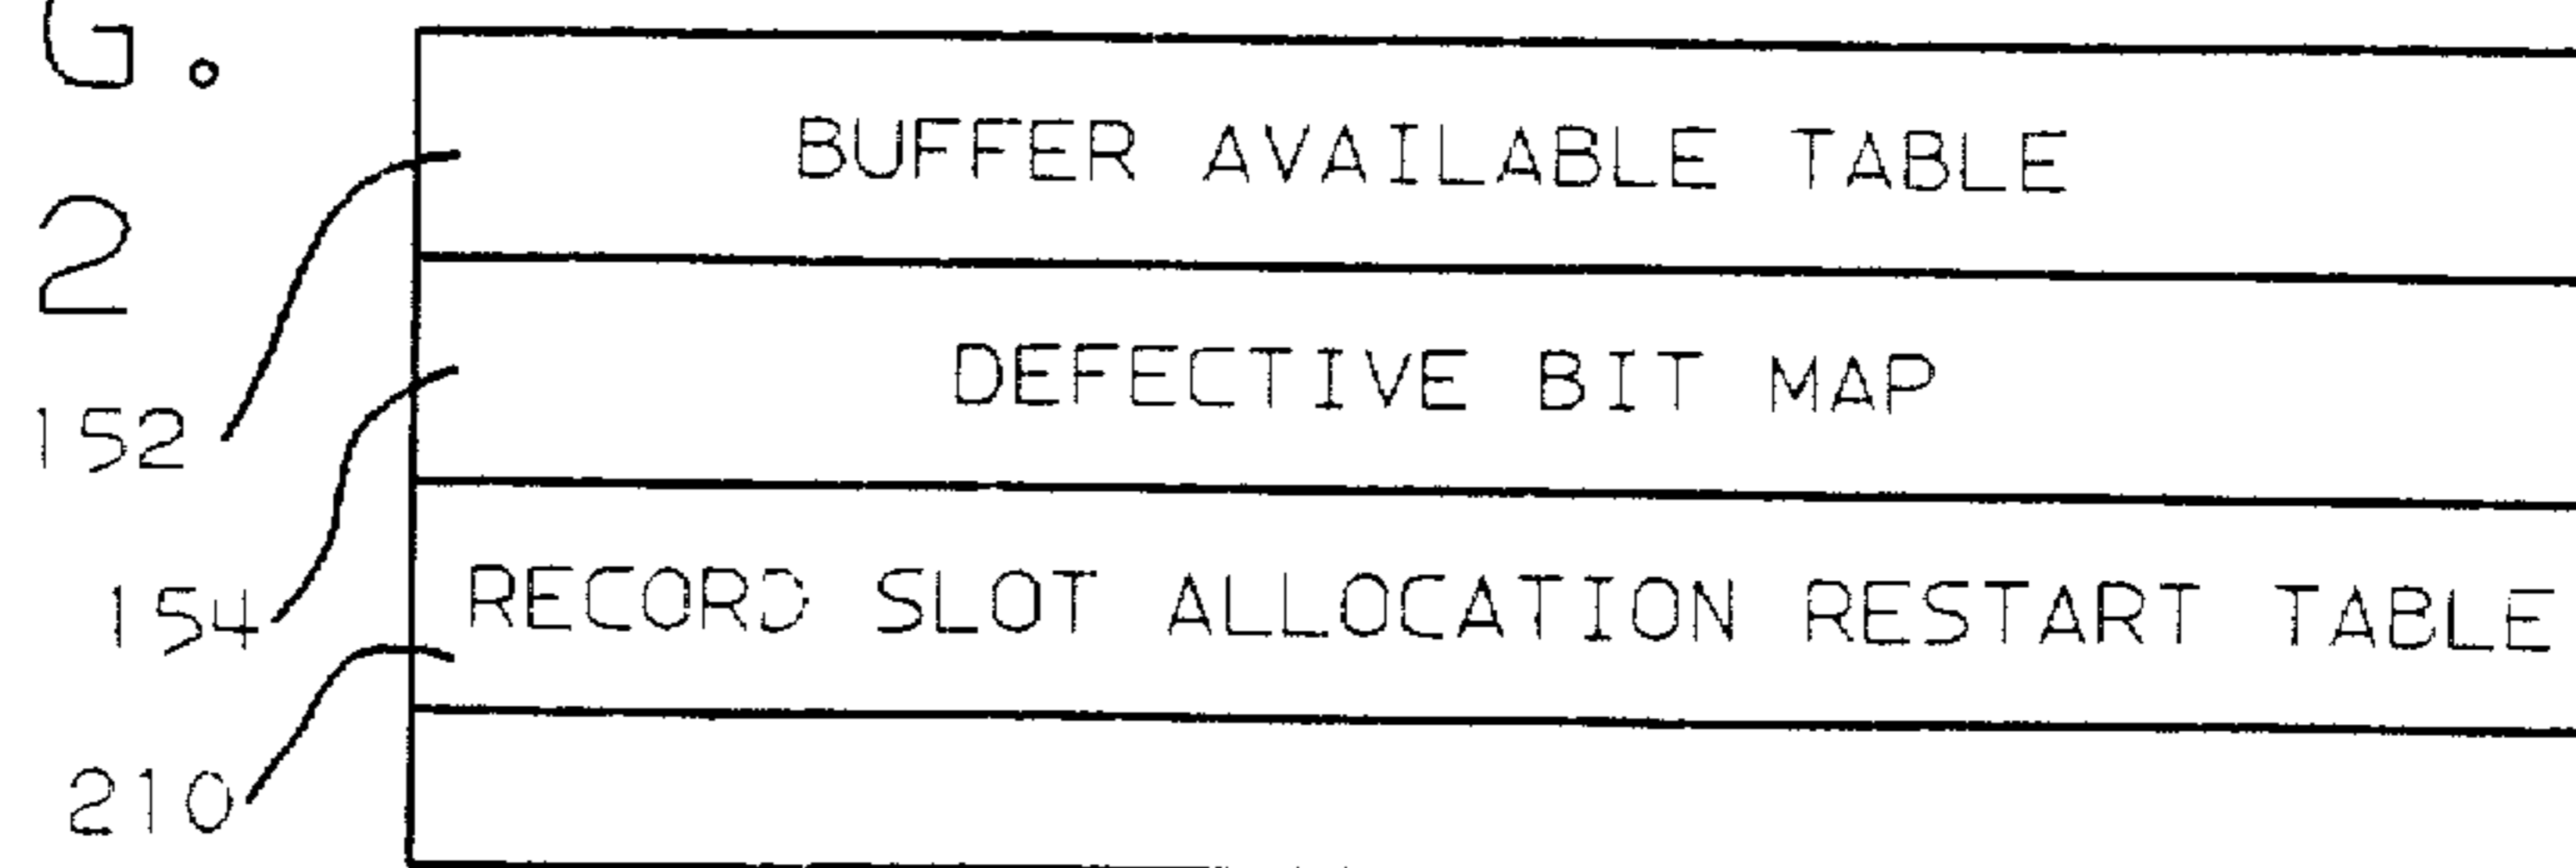 G.
BUFFER AVAILABLE TABLE
2
DEFECTIVE BIT MAP
152
RECORD SLOT ALLOCATION RESTART TABLE
154
210